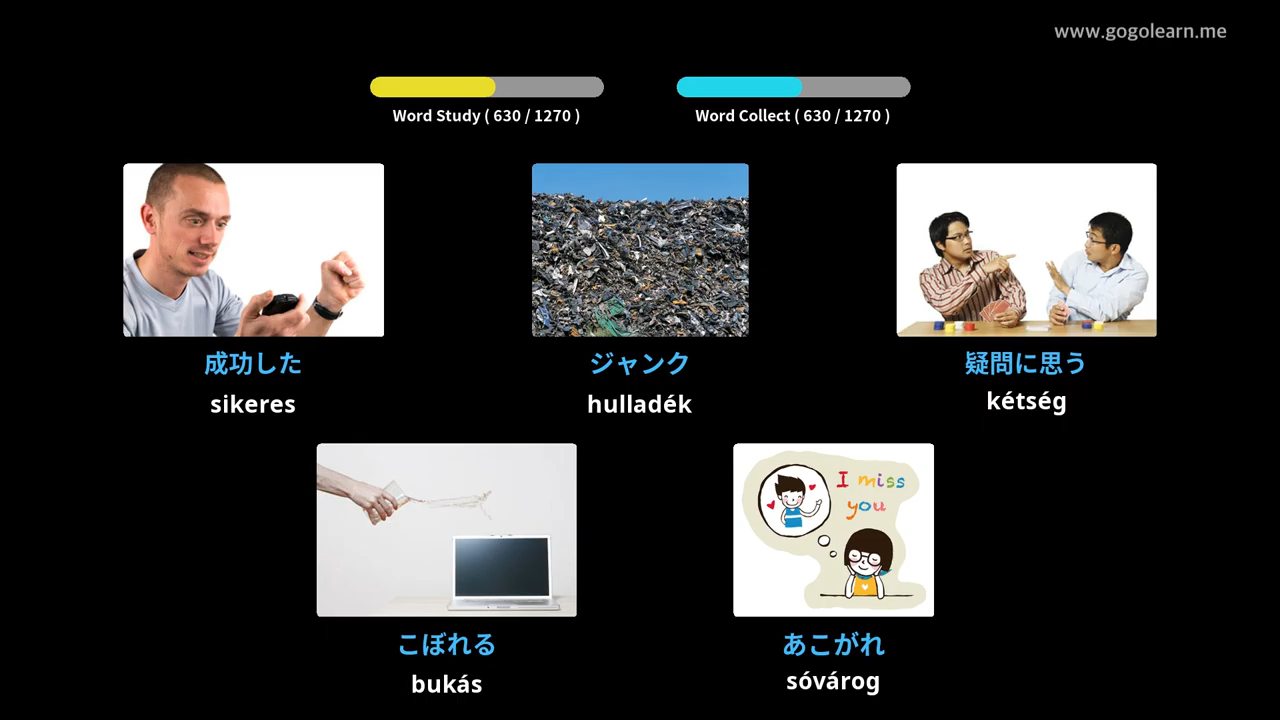 www.gogolearn.me
Word Study ( 630 / 1270 )
Word Collect ( 630 / 1270 )
成功した
ジャンク
疑問に思う
sikeres
hulladék
kétség
I miss
you
こぼれる
あこがれ
bukás
sóvárog